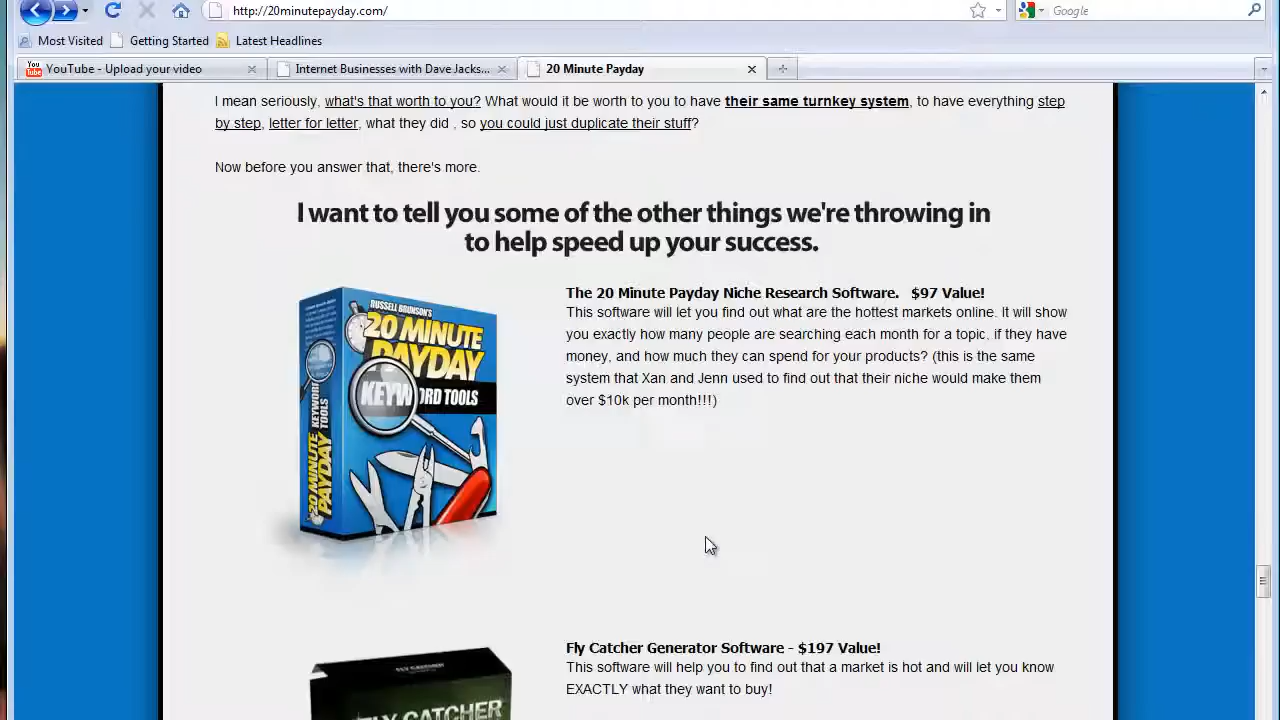 http://20minutepayday.com/
Google
Most Visited
Getting Started
Latest Headlines
YouTube - Upload your video
Internet Businesses with Dave Jacks...
20 Minute Payday
I mean seriously, what's that worth to you? What would it be worth to you to have their same turnkey system, to have everything step
by step, letter for letter, what they did , so you could just duplicate their stuff?
Now before you answer that, there's more.
I want to tell you some of the other things we're throwing in
to help speed up your success.
RUSSELL BRUNSON'S
20 MINUTE
PAYDAY
KEYWORD TOOLS
20 MINUTE
PAYDAY
KEYWORD
TOOLS
The 20 Minute Payday Niche Research Software. $97 Value!
This software will let you find out what are the hottest markets online. It will show
you exactly how many people are searching each month for a topic, if they have
money, and how much they can spend for your products? (this is the same
system that Xan and Jenn used to find out that their niche would make them
over $10k per month!!!)
FLY CATCHER
FLY CATCHER
Fly Catcher Generator Software - $197 Value!
This software will help you to find out that a market is hot and will let you know
EXACTLY what they want to buy!